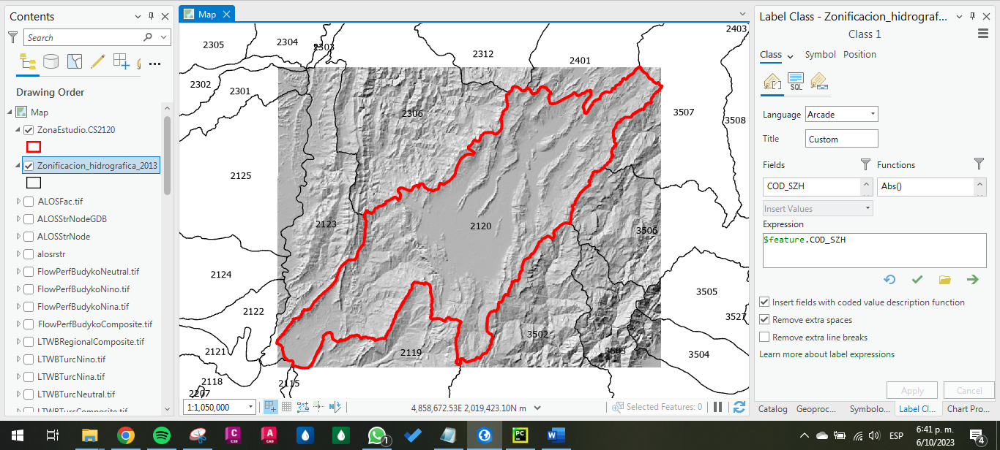 Contents
Search
Drawing Order
Map
ZonaEstudio.CS2120
Zonificacion_hidrografica_2013
ALOSFac.tif
ALOSStrNodeGDB
ALOSStrNode
alosrstr
FlowPerfBudykoNeutral.tif
FlowPerfBudykoNino.tif
FlowPerfBudykoNina.tif
FlowPerfBudykoComposite.tif
LTWBRegionalComposite.tif
LTWBTurcNino.tif
LTWBTurcNina.tif
LTWBTurcNeutral.tif
LTWBTurcComposite.tif
Map
2403
2305
2304
2303
2312
2401
2302
2301
2306
3507
3508
2125
2123
2120
3506
2124
2122
3505
3527
2121
2119
3502
3503
3504
2118
2115
2207
1:1,050,000
4,858,672.53E 2,019,423.10N m
Selected Features: 0
Label Class - Zonificacion_hidrograf...
Class 1
Class Symbol Position
SQL
Language Arcade
Title Custom
Fields Functions
COD_SZH Abs()
Insert Values
Expression
$feature.COD_SZH
Insert fields with coded value description function
Remove extra spaces
Remove extra line breaks
Learn more about label expressions
Apply Cancel
Catalog Geoproc... Symbolo... Label Cl... Chart Pro...
C
C3D
A
CAD
1
PC
W
ESP
6:41 p. m.
6/10/2023
4